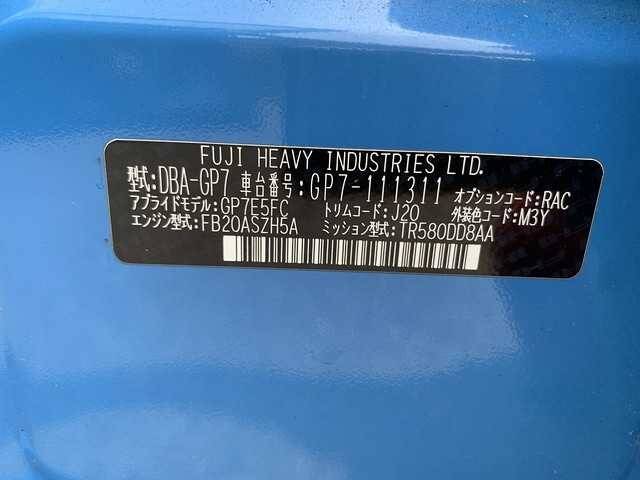 FUJI HEAVY INDUSTRIES LTD.
型式:DBA-GP7 車台番号:GP7-111311 オプションコード:RAC
アプライドモデル:GP7E5FC トリムコード:J20 外装色コード:M3Y
エンジン型式:FB20ASZH5A ミッション型式:TR580DD8AA